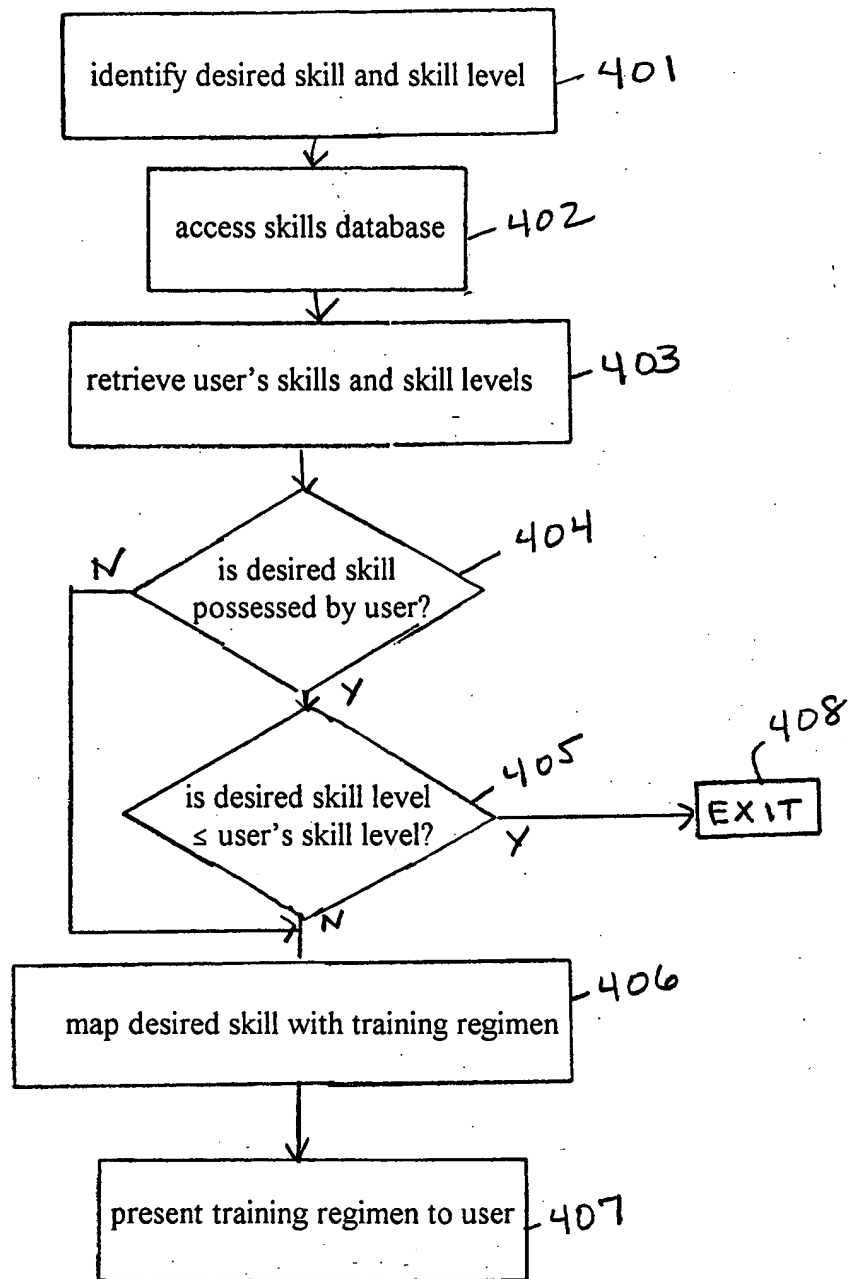 identify desired skill and skill level
401
access skills database
402
retrieve user's skills and skill levels
403
404
N
is desired skill
possessed by user?
Y
408
405
is desired skill level
≤ user's skill level?
EXIT
Y
N
406
map desired skill with training regimen
present training regimen to user
407